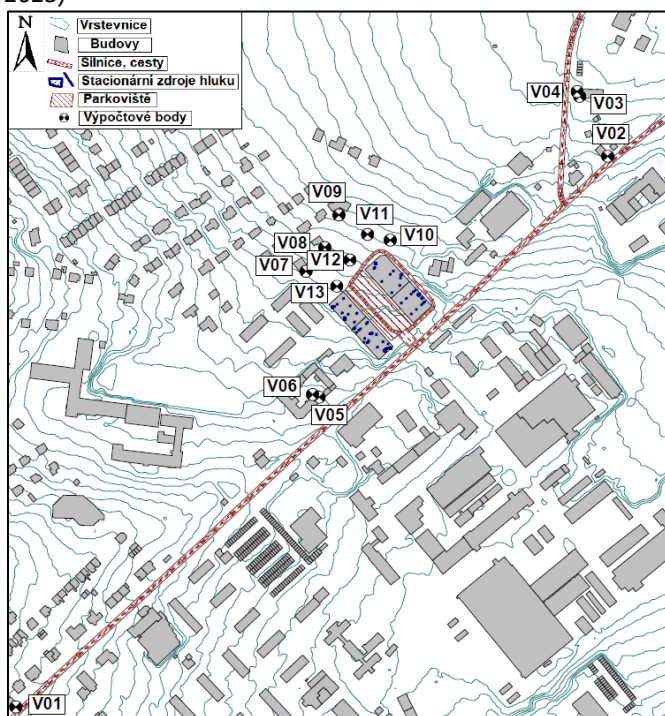 2023)
N
Vrstevnice
Budovy
Silnice, cesty
Stacionární zdroje hluku
Parkoviště
Výpočtové body
V04
V03
V02
V09
V11
V10
V08
V12
V07
V13
V06
V05
V01